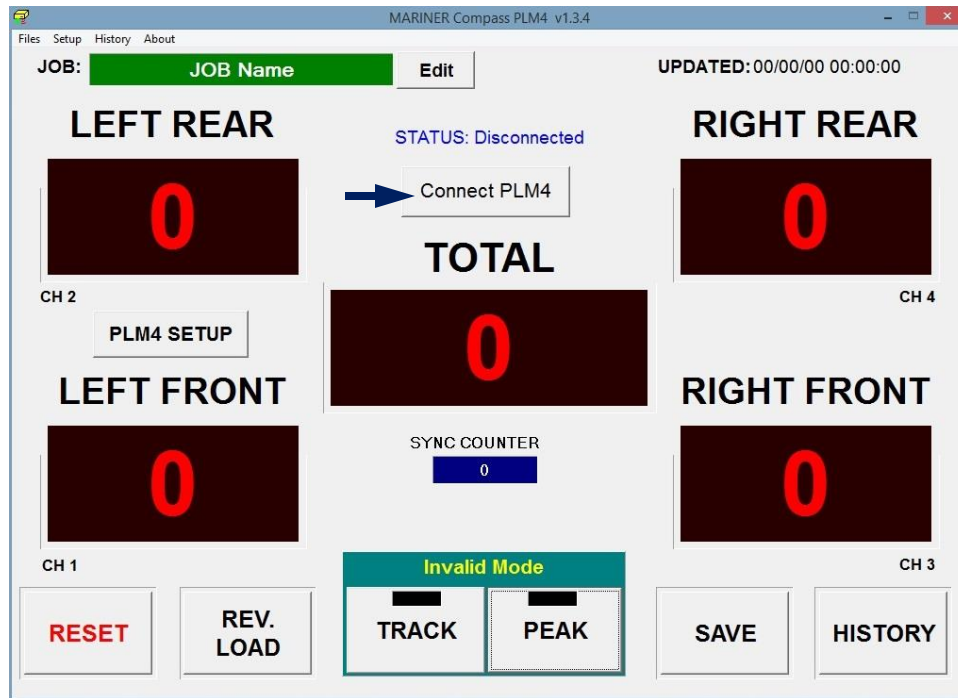 MARINER Compass PLM4 v1.3.4
Files Setup History About
JOB: JOB Name Edit UPDATED: 00/00/00 00:00:00
LEFT REAR
STATUS: Disconnected
RIGHT REAR
0
Connect PLM4
0
TOTAL
CH 2
CH 4
0
PLM4 SETUP
LEFT FRONT
RIGHT FRONT
0
SYNC COUNTER
0
0
CH 1
Invalid Mode
CH 3
RESET
REV.
LOAD
TRACK
PEAK
SAVE
HISTORY